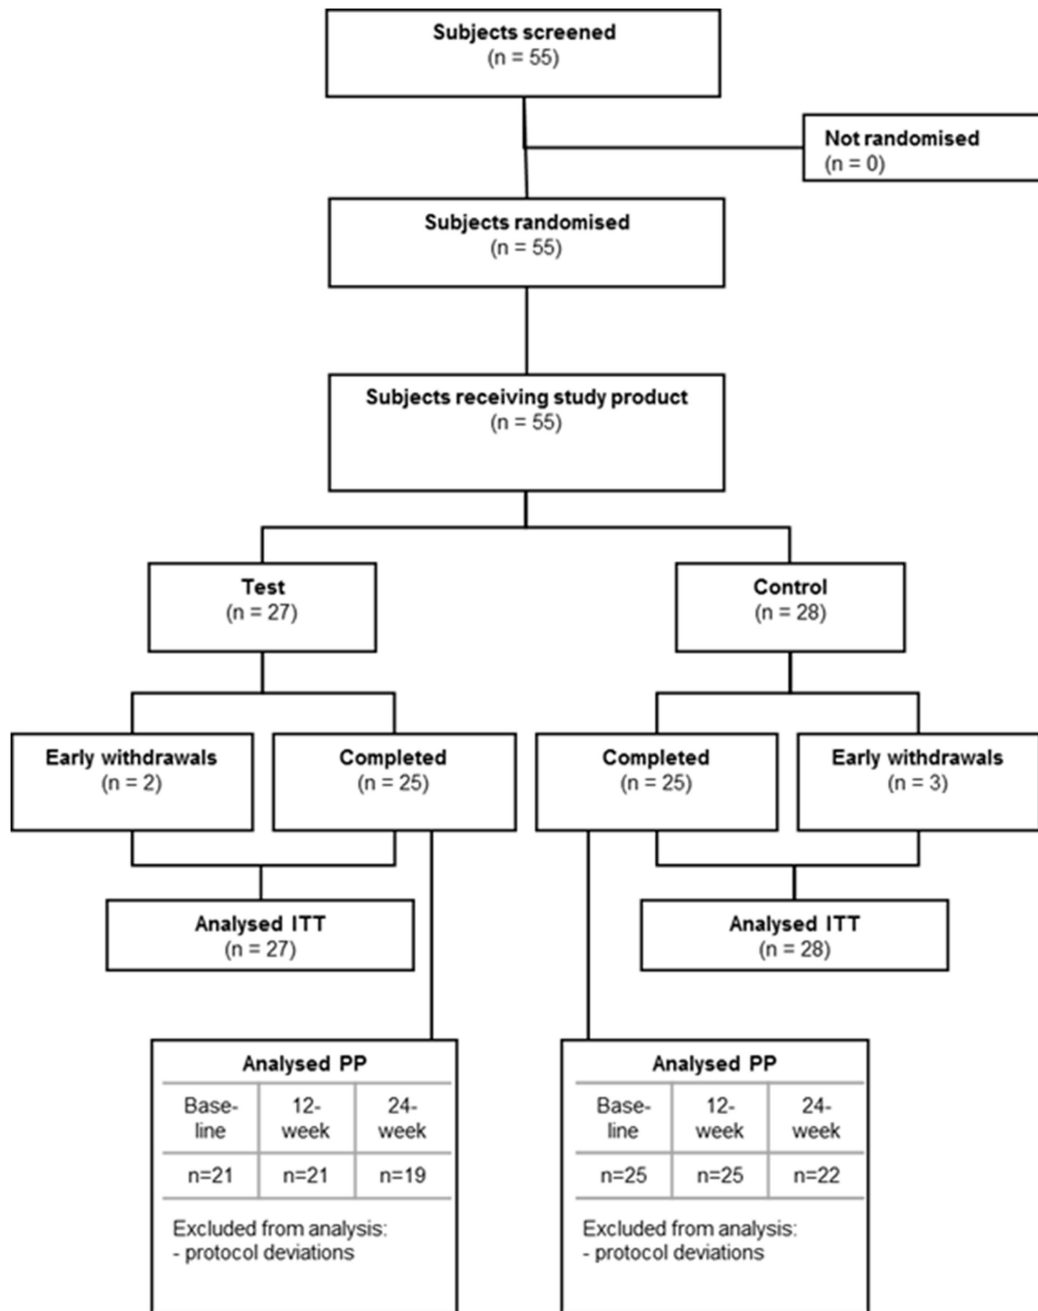 Subjects screened
(n = 55)
Not randomised
(n = 0)
Subjects randomised
(n = 55)
Subjects receiving study product
(n = 55)
Test
(n = 27)
Control
(n = 28)
Early withdrawals
(n = 2)
Completed
(n = 25)
Completed
(n = 25)
Early withdrawals
(n = 3)
Analysed ITT
(n = 27)
Analysed ITT
(n = 28)
Analysed PP
Base- 12- 24-
line week week
n=21 n=21 n=19
Excluded from analysis:
- protocol deviations
Analysed PP
Base- 12- 24-
line week week
n=25 n=25 n=22
Excluded from analysis:
- protocol deviations